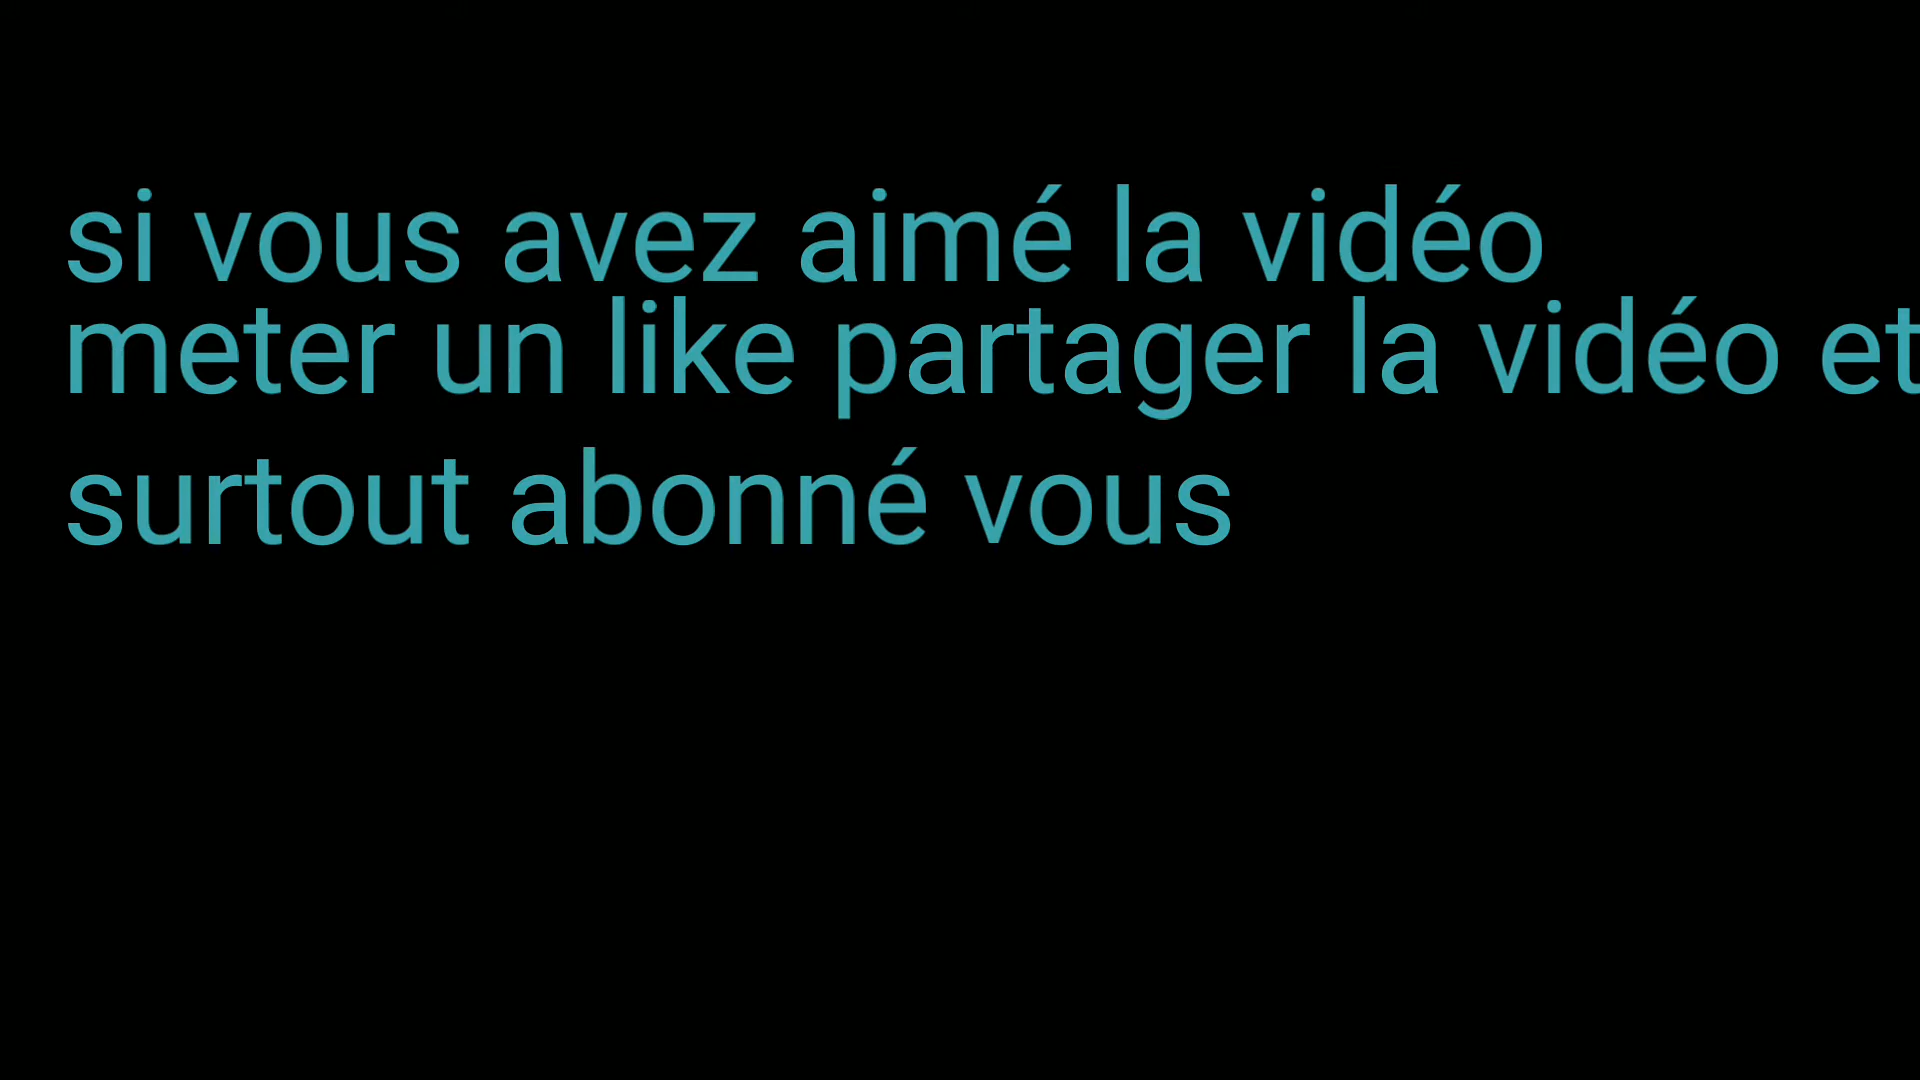 si vous avez aimé la vidéo
meter un like partager la vidéo et
surtout abonné vous